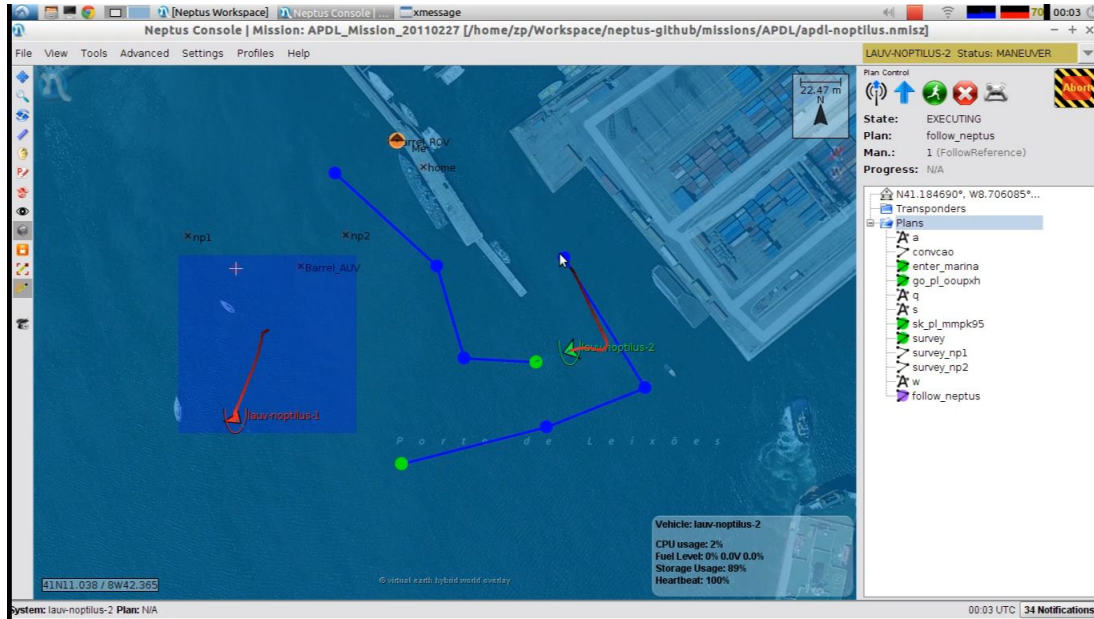 [Neptus Workspace]
Neptus Console | ...
xmessage
70
00:03
Neptus Console | Mission: APDL_Mission_20110227 [/home/zp/Workspace/neptus-github/missions/APDL/apdl-noptilus.nmisz]
File View Tools Advanced Settings Profiles Help
LAUV-NOPTILUS-2 Status: MANEUVER
Plan Control
Abort
State: EXECUTING
Plan: follow_neptus
Man.: 1 (FollowReference)
Progress: N/A
N41.184690°, W8.706085°...
Transponders
Plans
a
convcao
enter_marina
go_pl_ooupxh
q
s
sk_pl_mmpk95
survey
survey_np1
survey_np2
w
follow_neptus
22.47 m
N
Me
home
np1
np2
Barrel_AUV
lauv-noptilus-2
lauv-noptilus-1
Porto de Leixões
Vehicle: lauv-noptilus-2
CPU usage: 2%
Fuel Level: 0% 0.0V 0.0%
Storage Usage: 89%
Heartbeat: 100%
© virtual earth hybrid world overlay
41N11.038 / 8W42.365
System: lauv-noptilus-2 Plan: N/A
00:03 UTC
34 Notifications